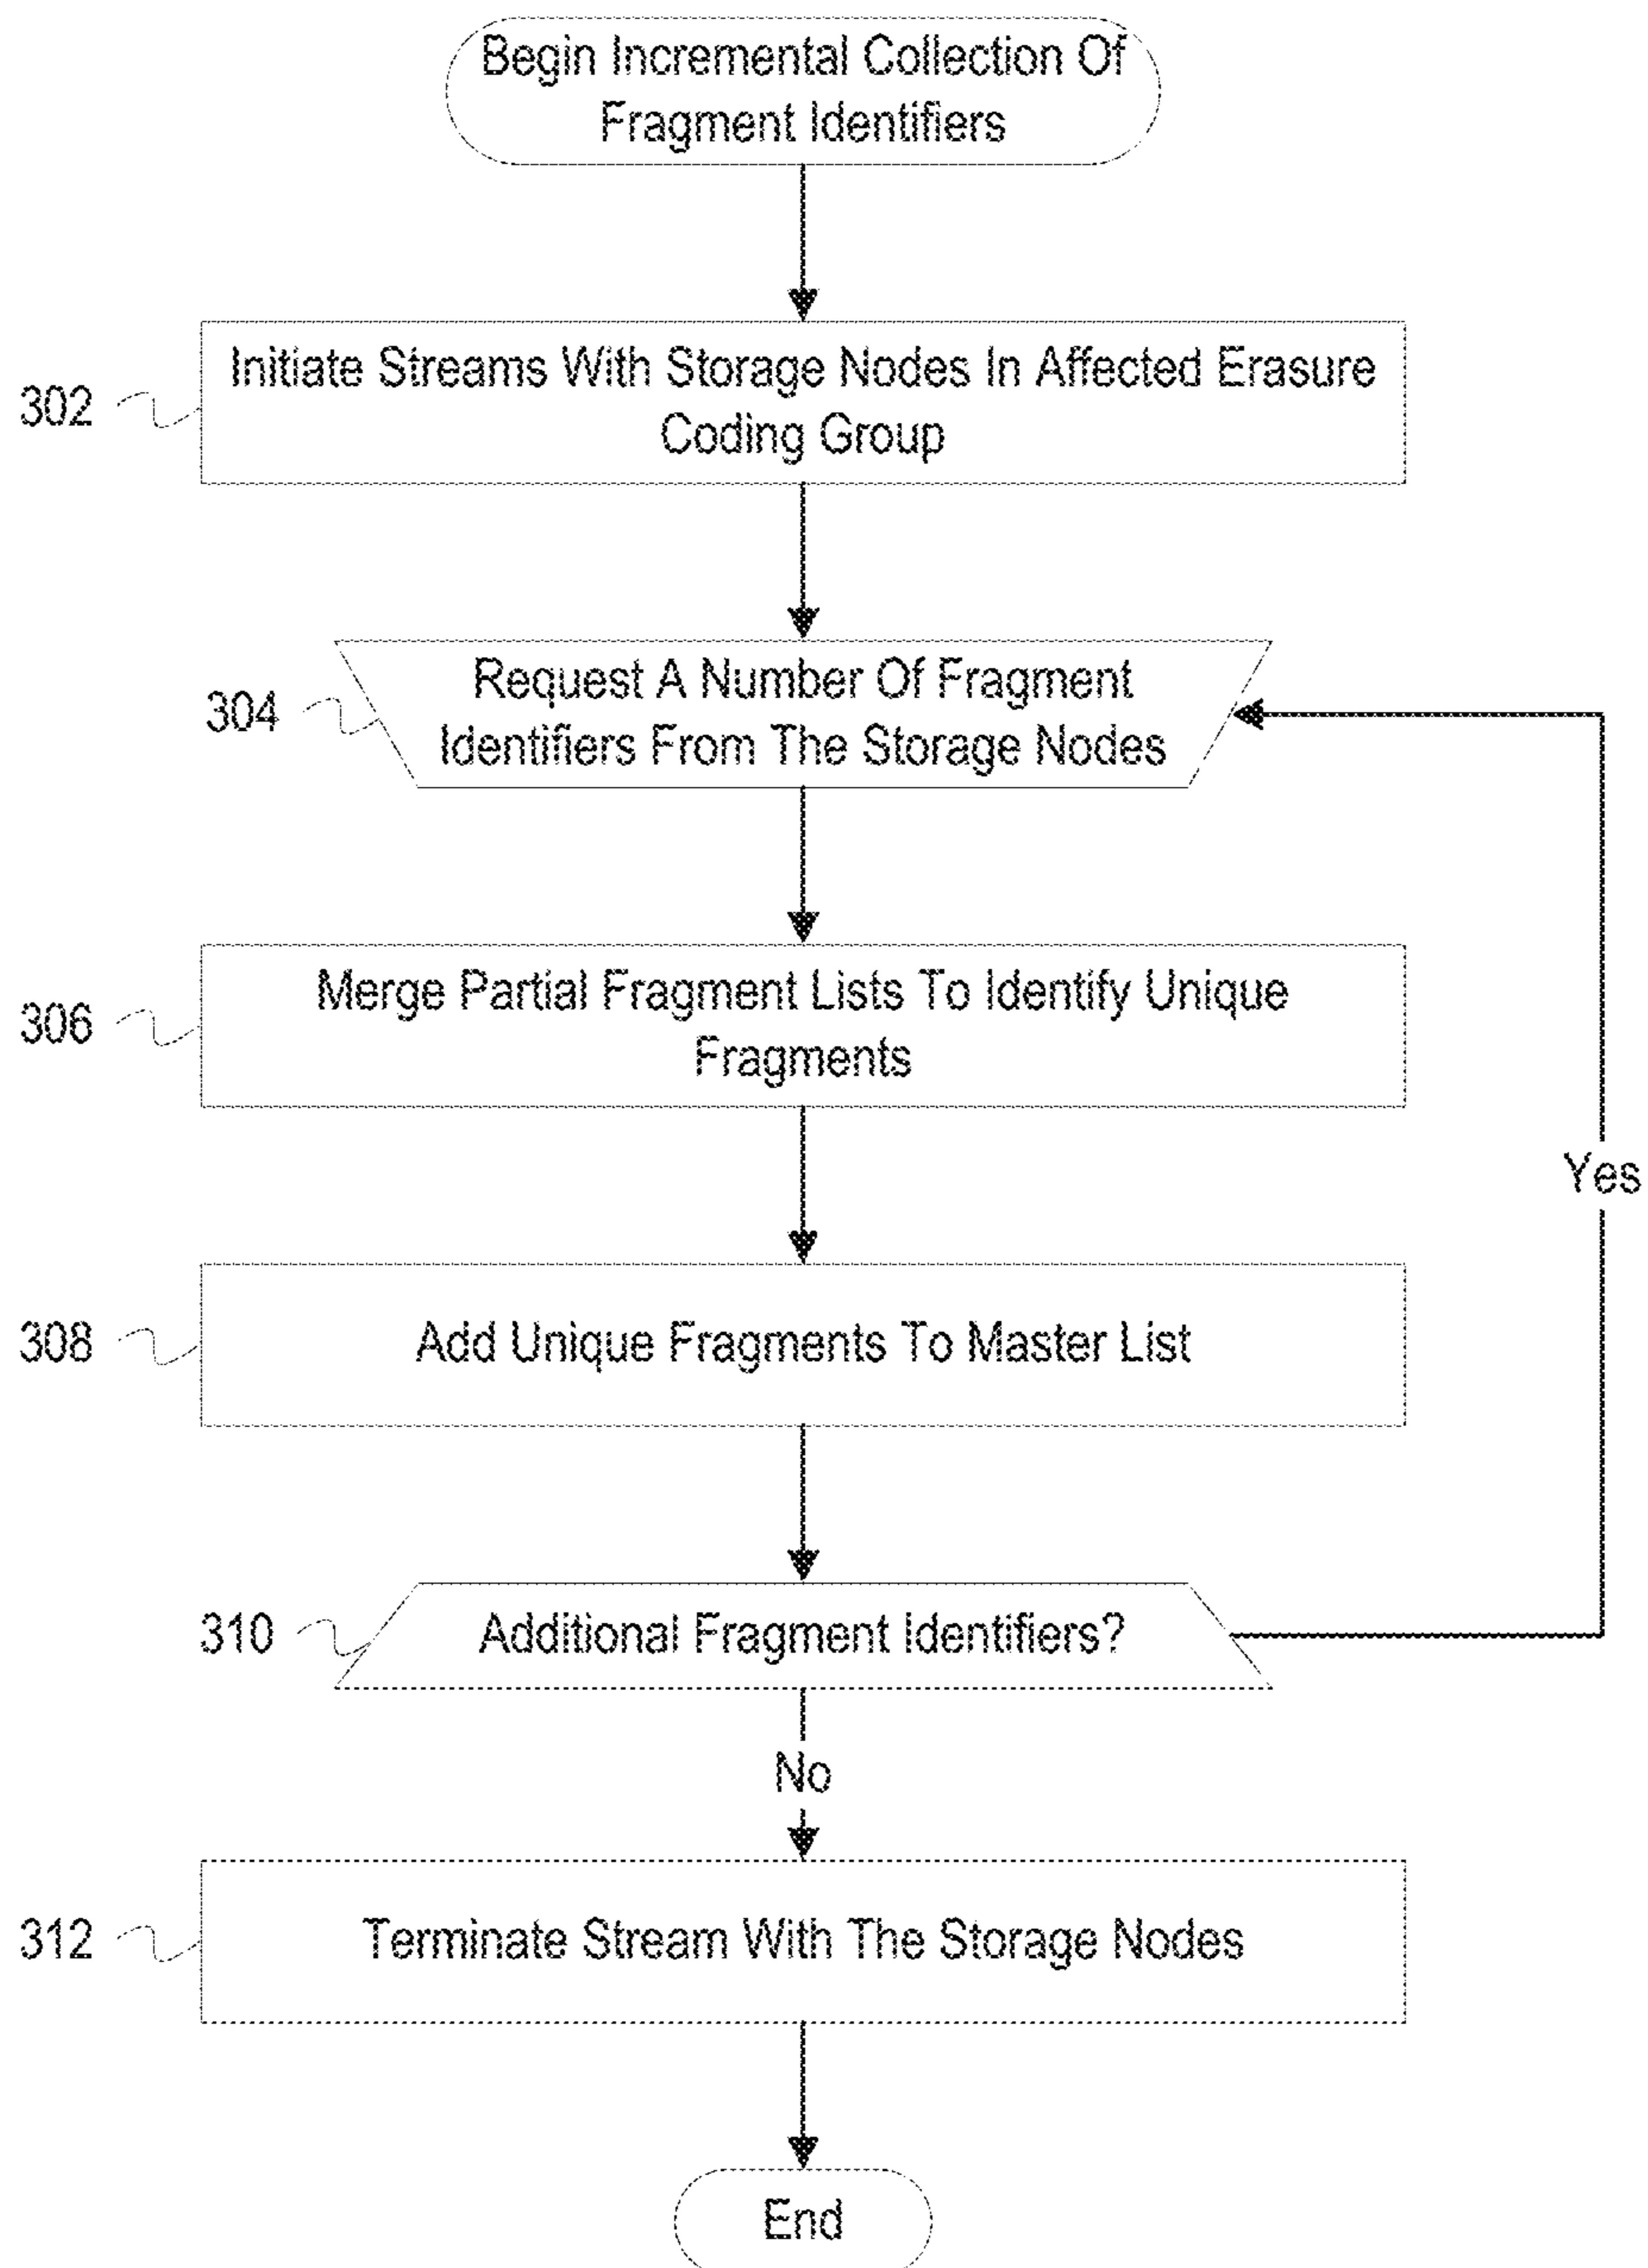 Begin Incremental Collection Of
Fragment Identifiers
302
Initiate Streams With Storage Nodes In Affected Erasure
Coding Group
304
Request A Number Of Fragment
Identifiers From The Storage Nodes
306
Merge Partial Fragment Lists To Identify Unique
Fragments
Yes
308
Add Unique Fragments To Master List
310
Additional Fragment Identifiers?
No
312
Terminate Stream With The Storage Nodes
End